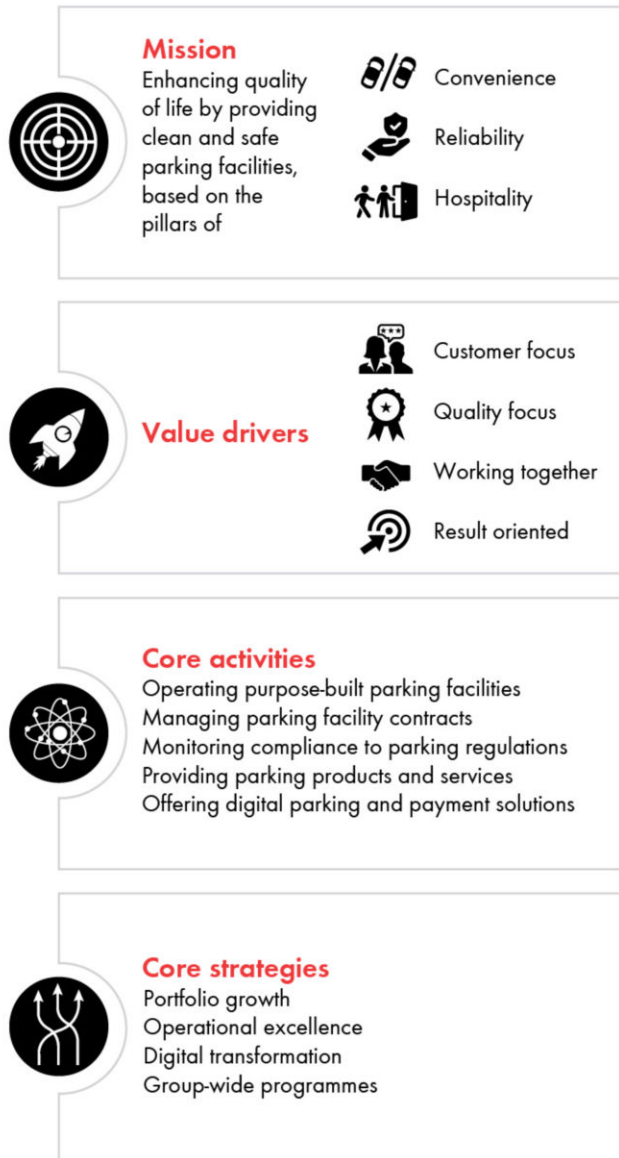 Mission
Enhancing quality
of life by providing
clean and safe
parking facilities,
based on the
pillars of
Convenience
Reliability
Hospitality
Value drivers
Customer focus
Quality focus
Working together
Result oriented
Core activities
Operating purpose-built parking facilities
Managing parking facility contracts
Monitoring compliance to parking regulations
Providing parking products and services
Offering digital parking and payment solutions
Core strategies
Portfolio growth
Operational excellence
Digital transformation
Group-wide programmes